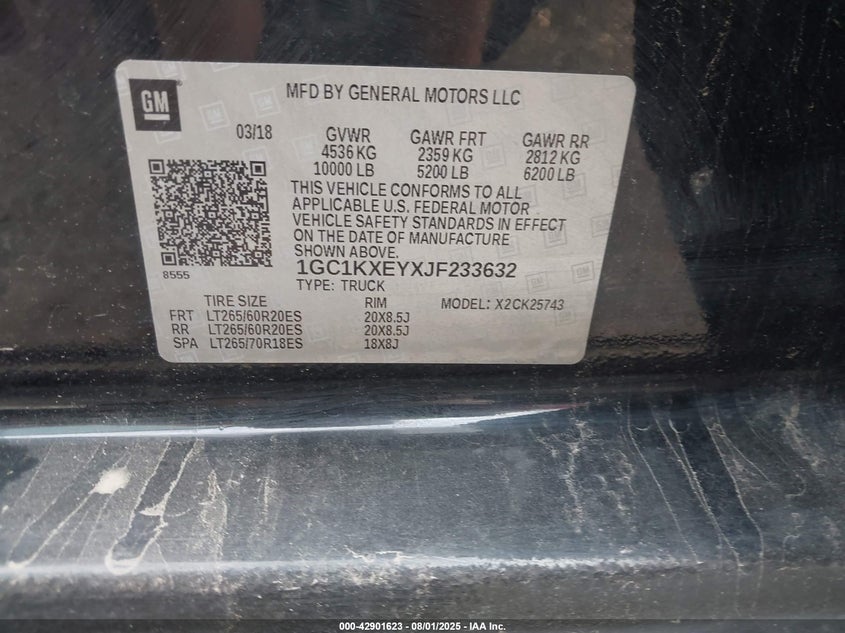 GM
MFD BY GENERAL MOTORS LLC
03/18 GVWR GAWR FRT GAWR RR
4536 KG 2359 KG 2812 KG
10000 LB 5200 LB 6200 LB
THIS VEHICLE CONFORMS TO ALL
APPLICABLE U.S. FEDERAL MOTOR
VEHICLE SAFETY STANDARDS IN EFFECT
ON THE DATE OF MANUFACTURE
SHOWN ABOVE.
8555
1GC1KXEYXJF233632
TYPE: TRUCK
TIRE SIZE RIM MODEL: X2CK25743
FRT LT265/60R20ES 20X8.5J
RR LT265/60R20ES 20X8.5J
SPA LT265/70R18ES 18X8J
000-42901623 - 08/01/2025 - IAA Inc.